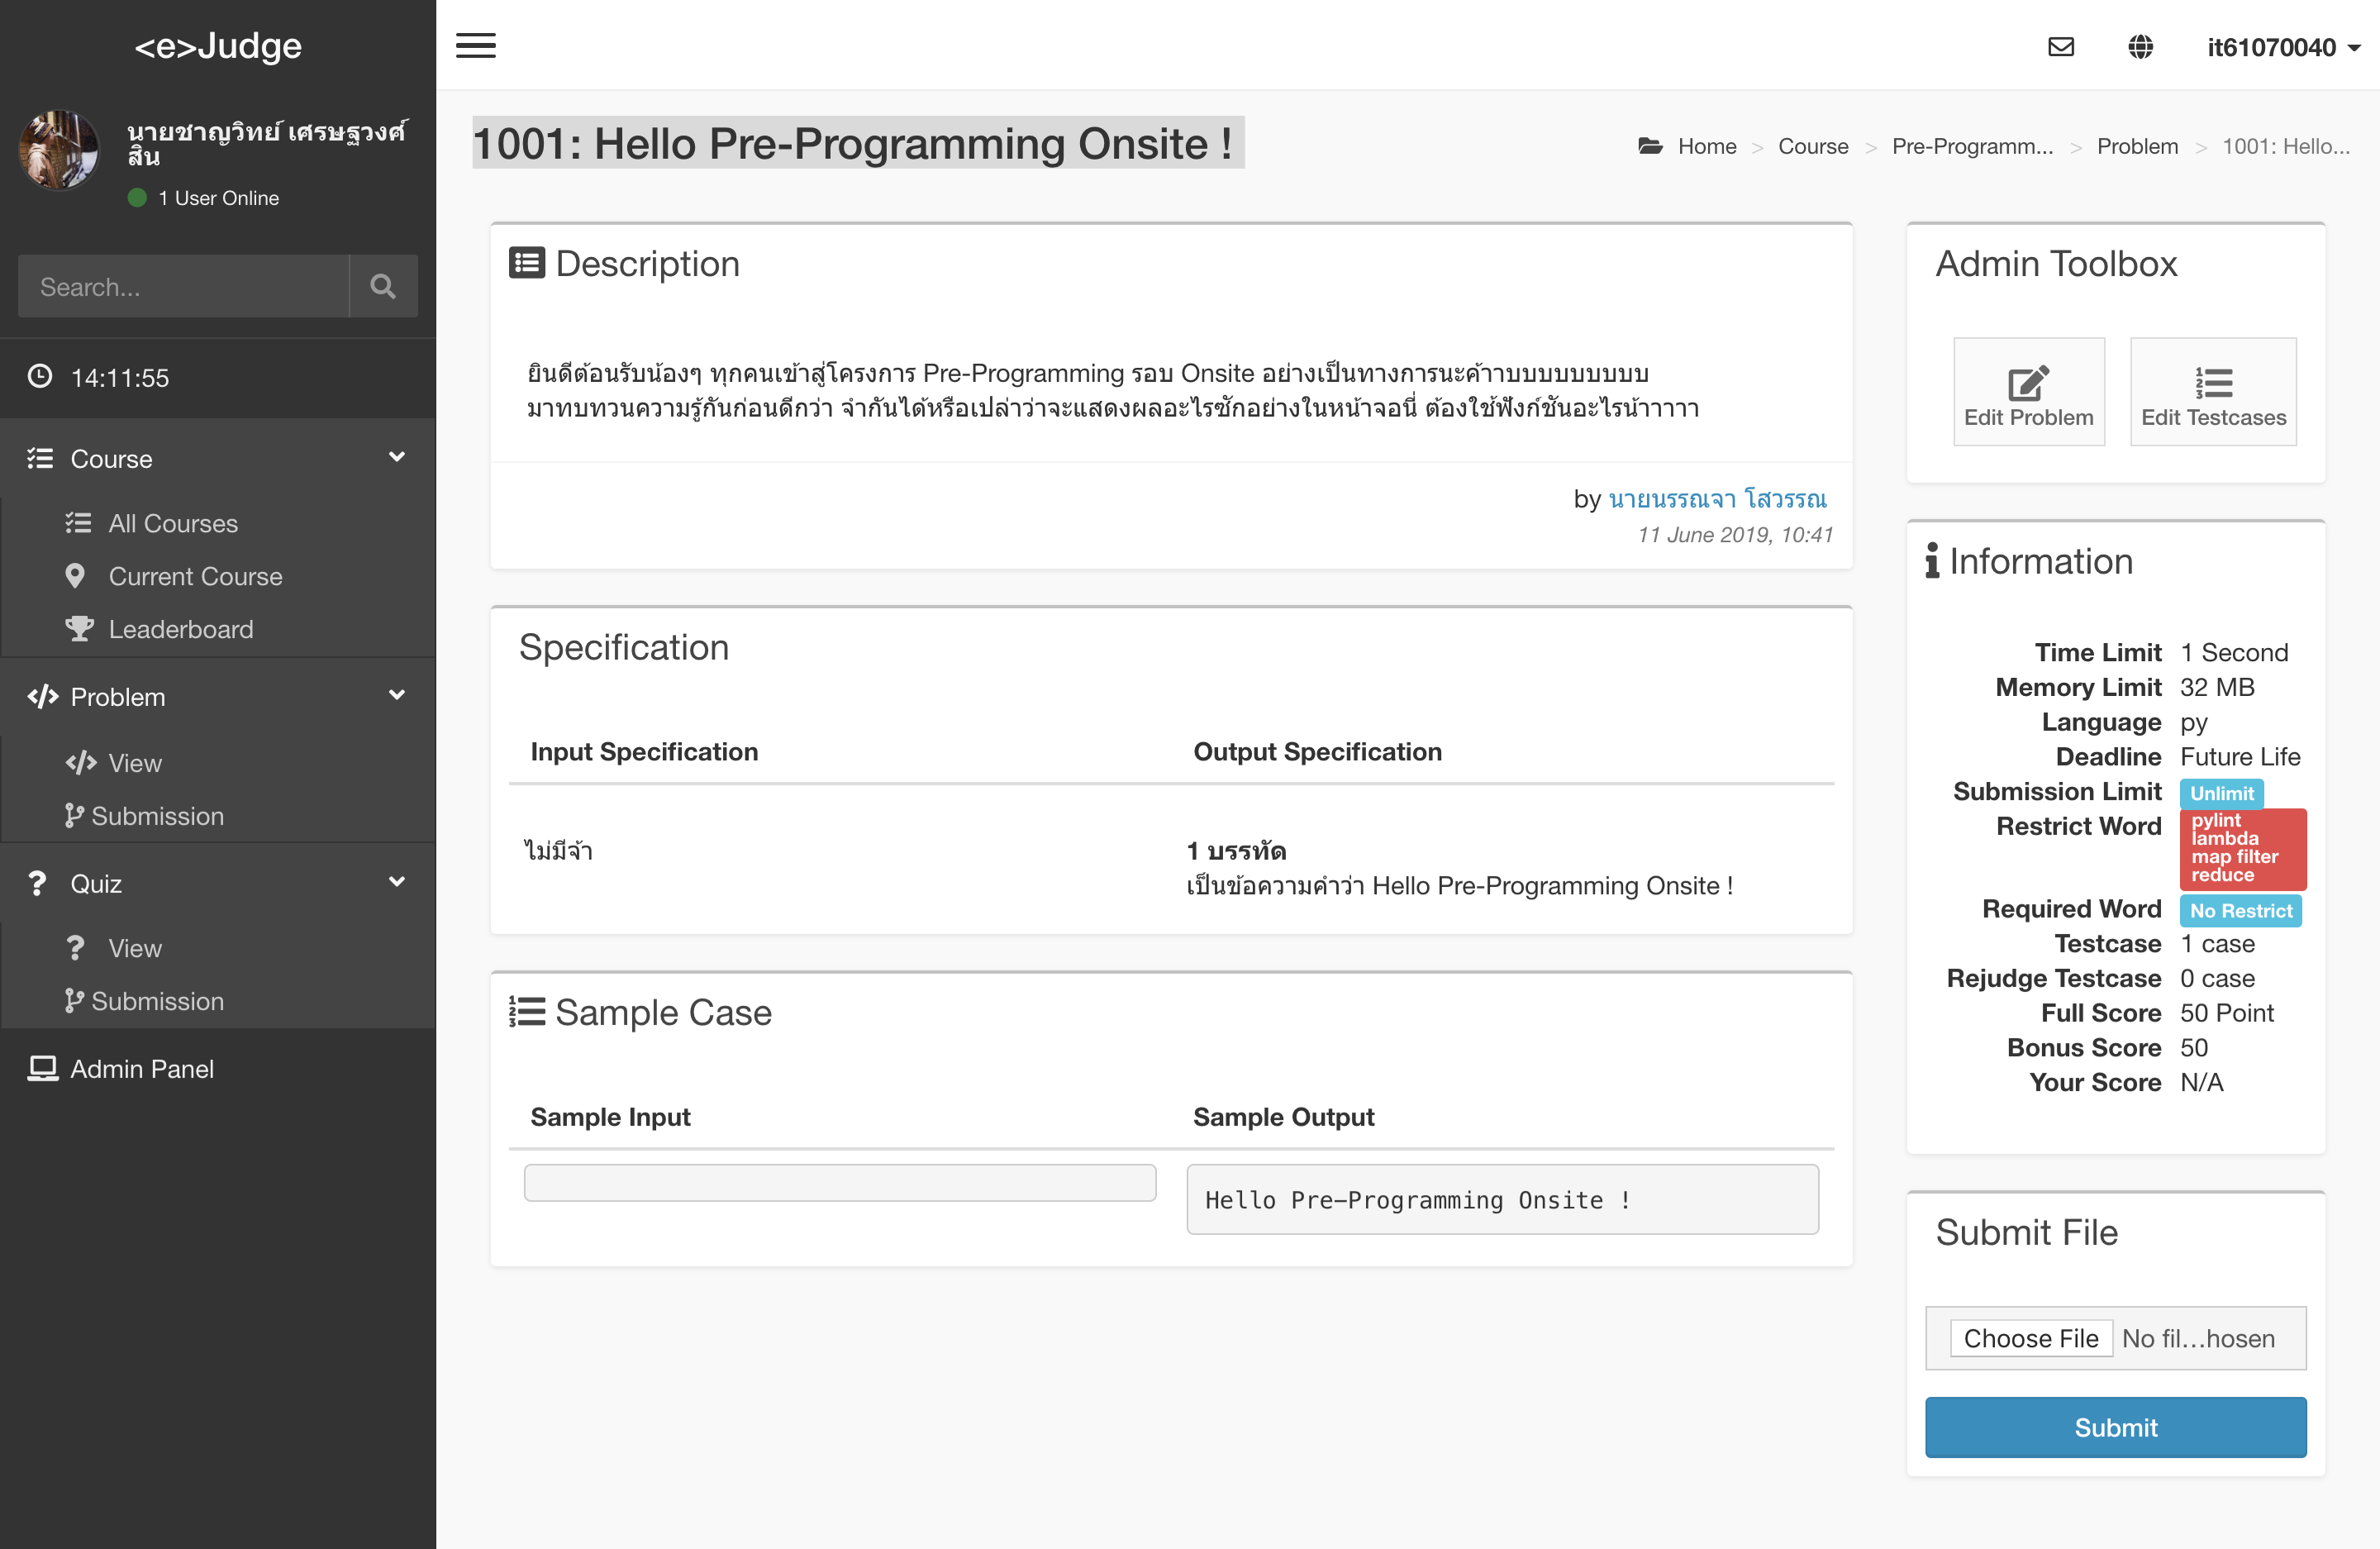 <e>Judge
it61070040
นายชาญวิทย์ เศรษฐวงศ์
สิน
1 User Online
Search...
14:11:55
Course
All Courses
Current Course
Leaderboard
Problem
View
Submission
Quiz
View
Submission
Admin Panel
1001: Hello Pre-Programming Onsite !
Home > Course > Pre-Programm... > Problem > 1001: Hello...
Description
ยินดีต้อนรับน้องๆ ทุกคนเข้าสู่โครงการ Pre-Programming รอบ Onsite อย่างเป็นทางการนะค้าาบบบบบบบบบ
มาทบทวนความรู้กันก่อนดีกว่า จำกันได้หรือเปล่าว่าจะแสดงผลอะไรซักอย่างในหน้าจอนี่ ต้องใช้ฟังก์ชันอะไรน้าาาาา
by นายนรรณจา โสวรรณ
11 June 2019, 10:41
Specification
Input Specification
Output Specification
ไม่มีจ้า
1 บรรทัด
เป็นข้อความคำว่า Hello Pre-Programming Onsite !
Sample Case
Sample Input
Sample Output
Hello Pre-Programming Onsite !
Admin Toolbox
Edit Problem
Edit Testcases
Information
Time Limit 1 Second
Memory Limit 32 MB
Language py
Deadline Future Life
Submission Limit Unlimit
Restrict Word pylint
lambda
map filter
reduce
Required Word No Restrict
Testcase 1 case
Rejudge Testcase 0 case
Full Score 50 Point
Bonus Score 50
Your Score N/A
Submit File
Choose File No fil...hosen
Submit